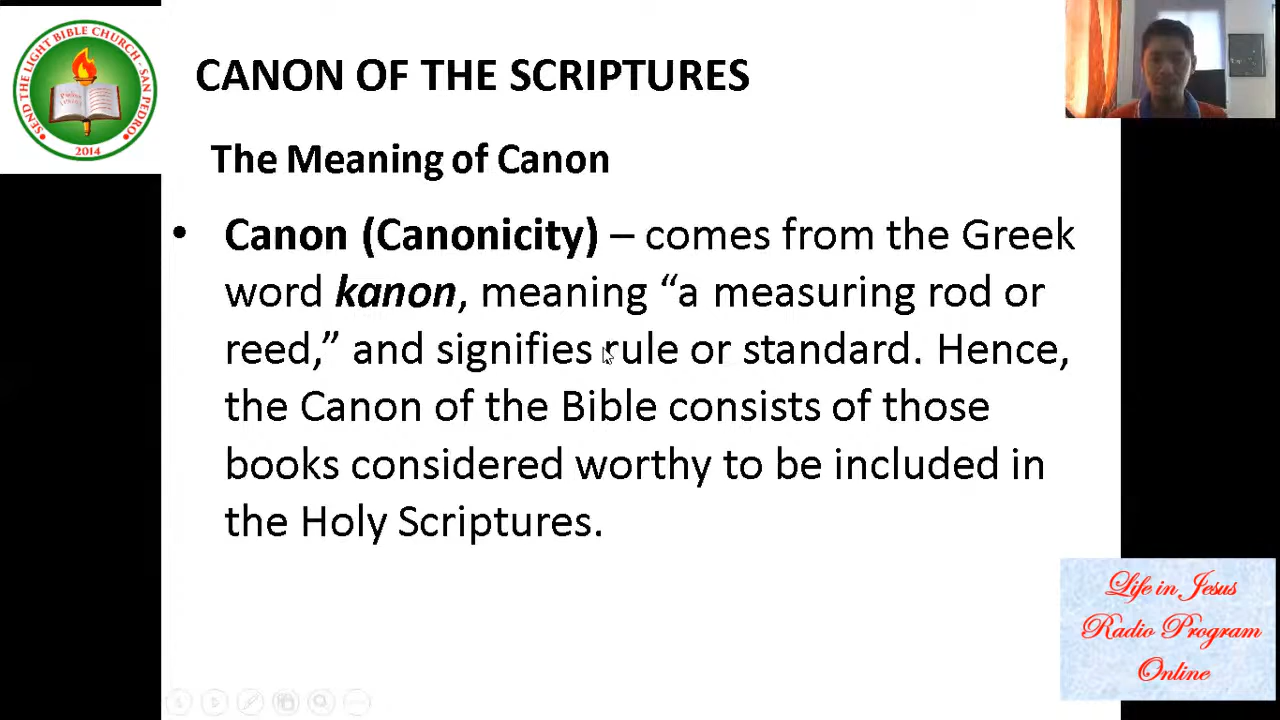 SEND THE LIGHT BIBLE CHURCH - SAN PEDRO
2014
CANON OF THE SCRIPTURES
The Meaning of Canon
• Canon (Canonicity) – comes from the Greek
word kanon, meaning “a measuring rod or
reed,” and signifies rule or standard. Hence,
the Canon of the Bible consists of those
books considered worthy to be included in
the Holy Scriptures.
Life in Jesus
Radio Program
Online